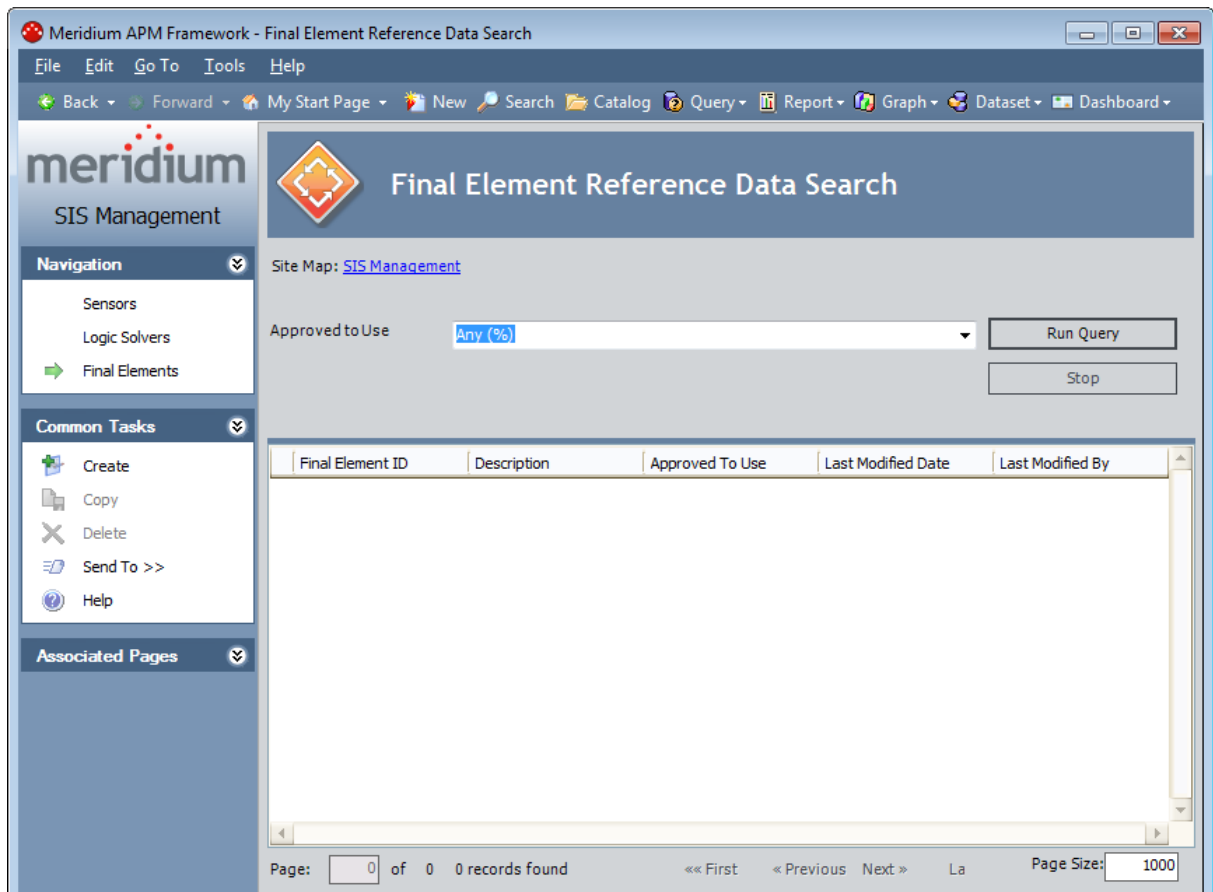 Meridium APM Framework - Final Element Reference Data Search
File Edit Go To Tools Help
Back Forward My Start Page New Search Catalog Query Report Graph Dataset Dashboard
meridium
SIS Management
Final Element Reference Data Search
Navigation
Sensors
Logic Solvers
Final Elements
Common Tasks
Create
Copy
Delete
Send To >>
Help
Associated Pages
Site Map: SIS Management
Approved to Use Any (%) Run Query
Stop
Final Element ID Description Approved To Use Last Modified Date Last Modified By
Page: 0 of 0 0 records found «« First « Previous Next » La Page Size: 1000